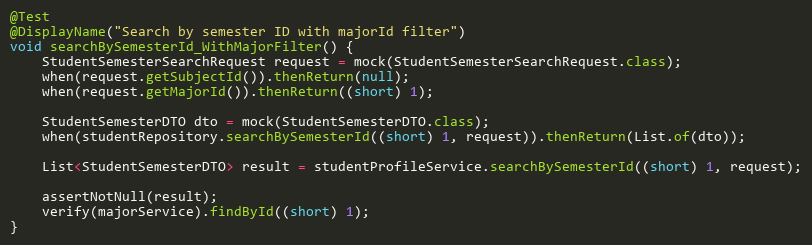 @Test
@DisplayName("Search by semester ID with majorId filter")
void searchBySemesterId_WithMajorFilter() {
    StudentSemesterSearchRequest request = mock(StudentSemesterSearchRequest.class);
    when(request.getSubjectId()).thenReturn(null);
    when(request.getMajorId()).thenReturn((short) 1);

    StudentSemesterDTO dto = mock(StudentSemesterDTO.class);
    when(studentRepository.searchBySemesterId((short) 1, request)).thenReturn(List.of(dto));

    List<StudentSemesterDTO> result = studentProfileService.searchBySemesterId((short) 1, request);

    assertNotNull(result);
    verify(majorService).findById((short) 1);
}